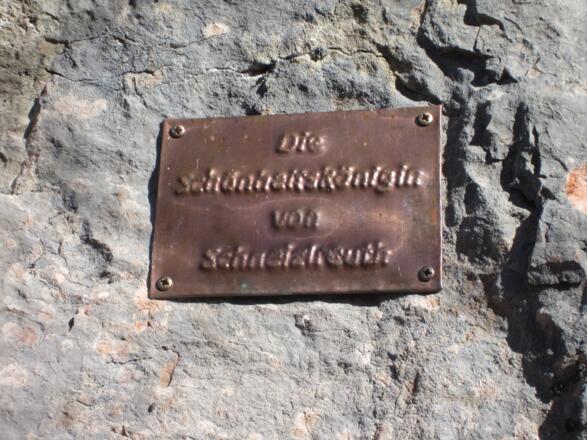 Die
Schönheitskönigin
von
Schneizlreuth